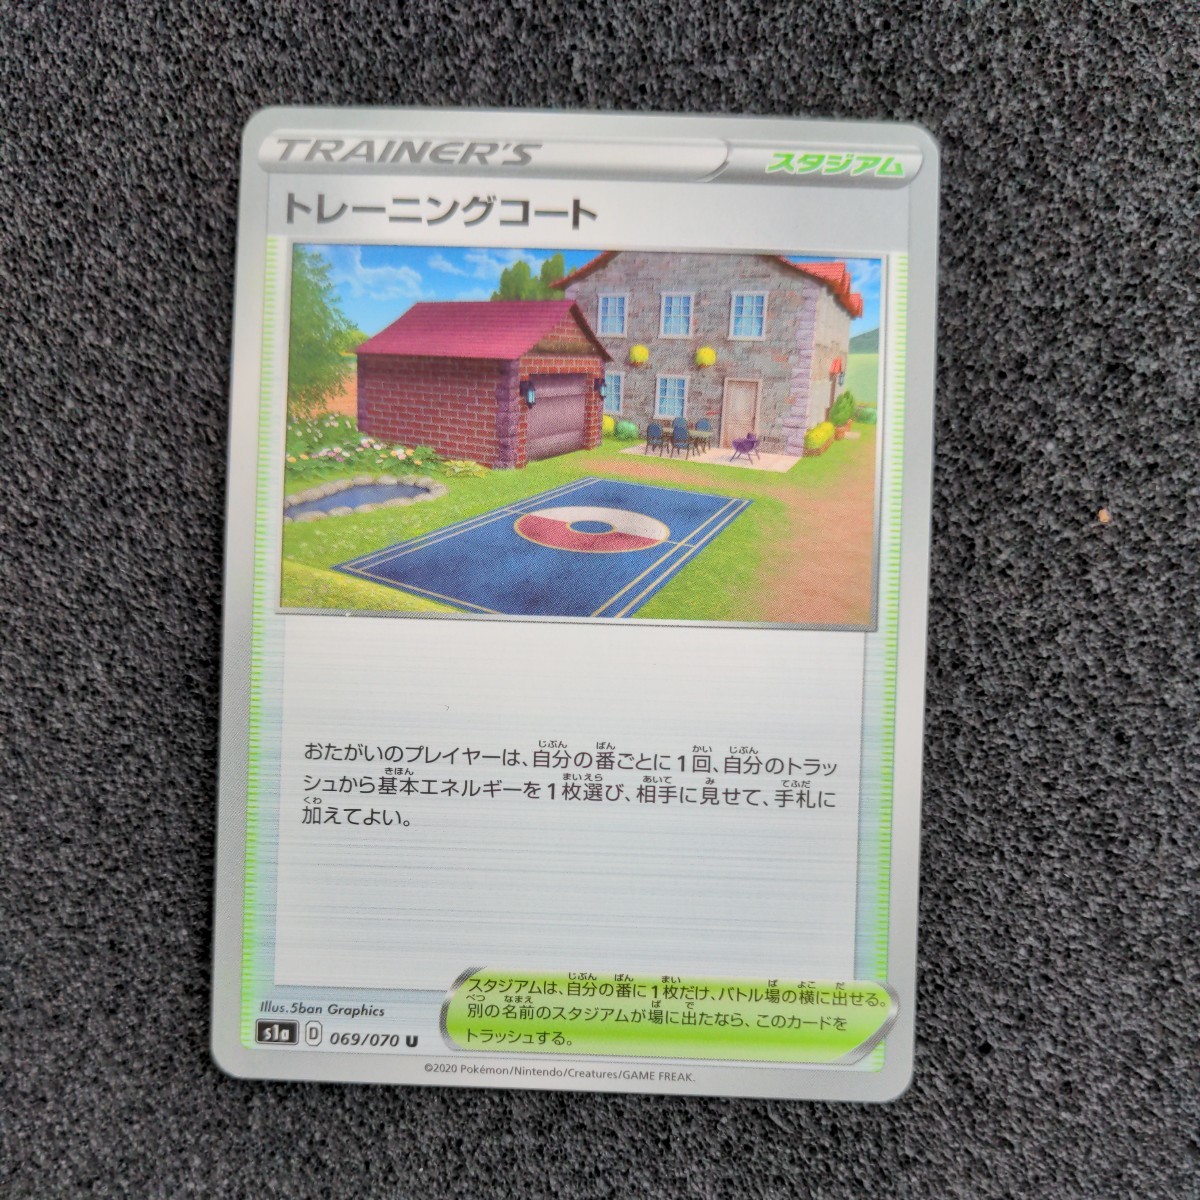 TRAINER'S スタジアム
トレーニングコート
おたがいのプレイヤーは、自分の番ごとに1回、自分のトラッ
シュから基本エネルギーを1枚選び、相手に見せて、手札に
加えてよい。
スタジアムは、自分の番に1枚だけ、バトル場の横に出せる。
別の名前のスタジアムが場に出たなら、このカードを
トラッシュする。
Illus.5ban Graphics
s1a D 069/070 U
©2020 Pokémon/Nintendo/Creatures/GAME FREAK.